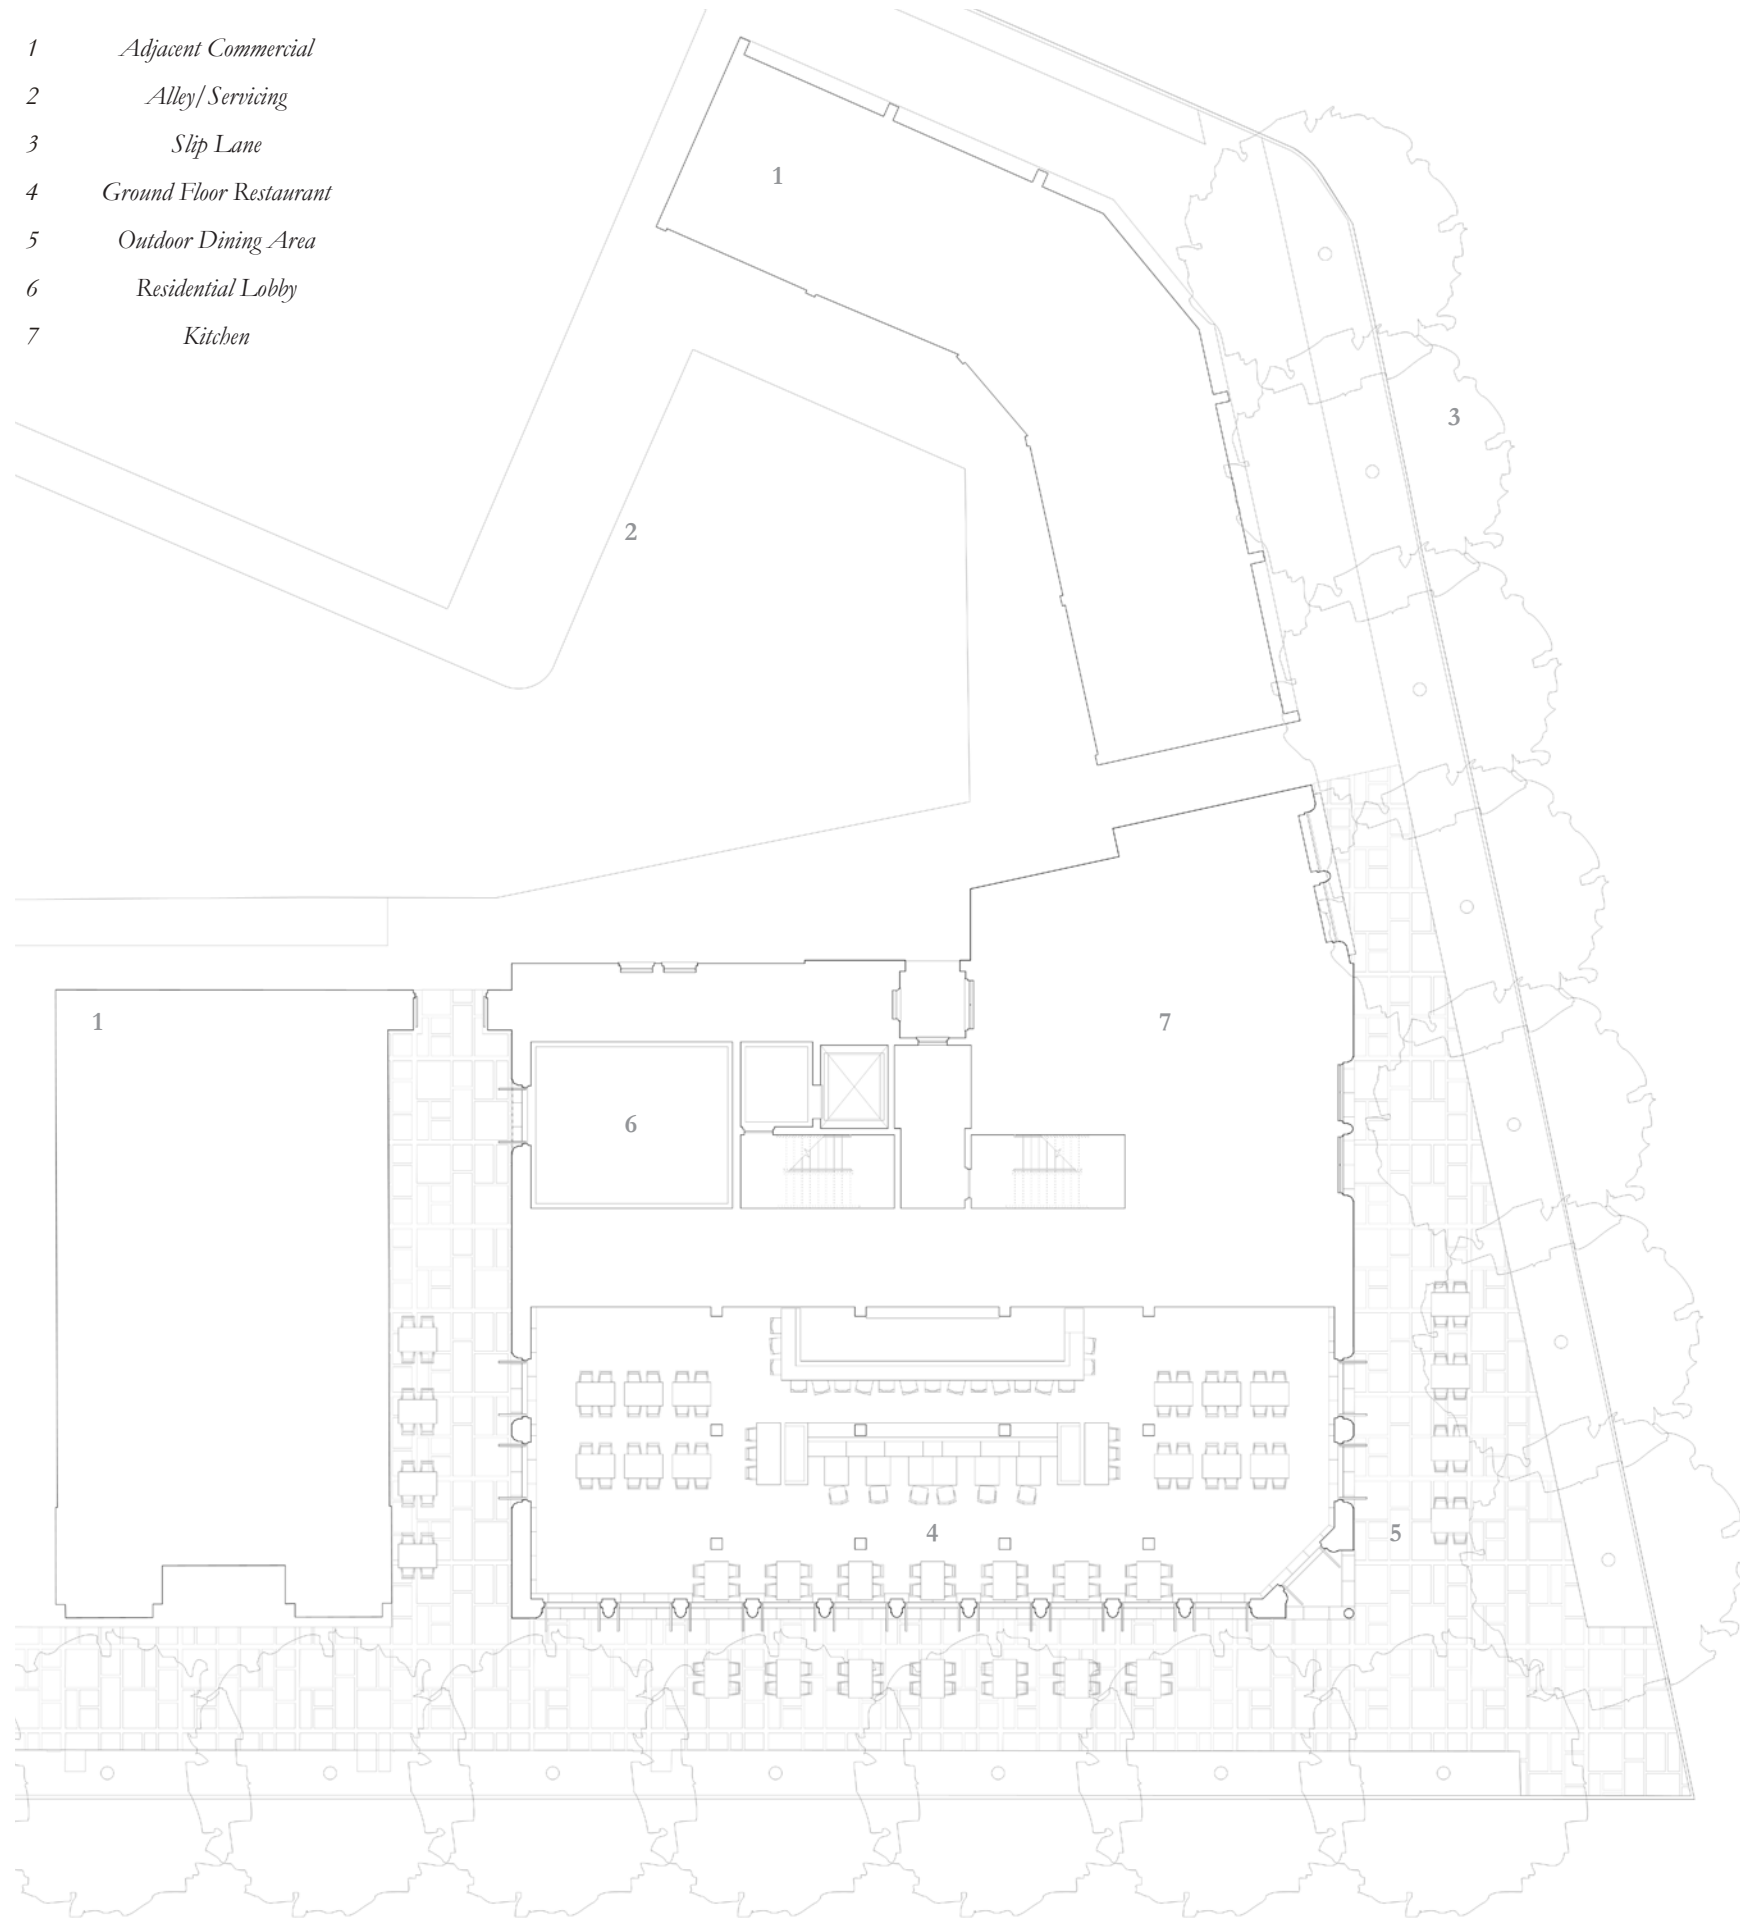 1 Adjacent Commercial
2 Alley/Servicing
3 Slip Lane
4 Ground Floor Restaurant
5 Outdoor Dining Area
6 Residential Lobby
7 Kitchen
1
3
2
1
7
6
4
5